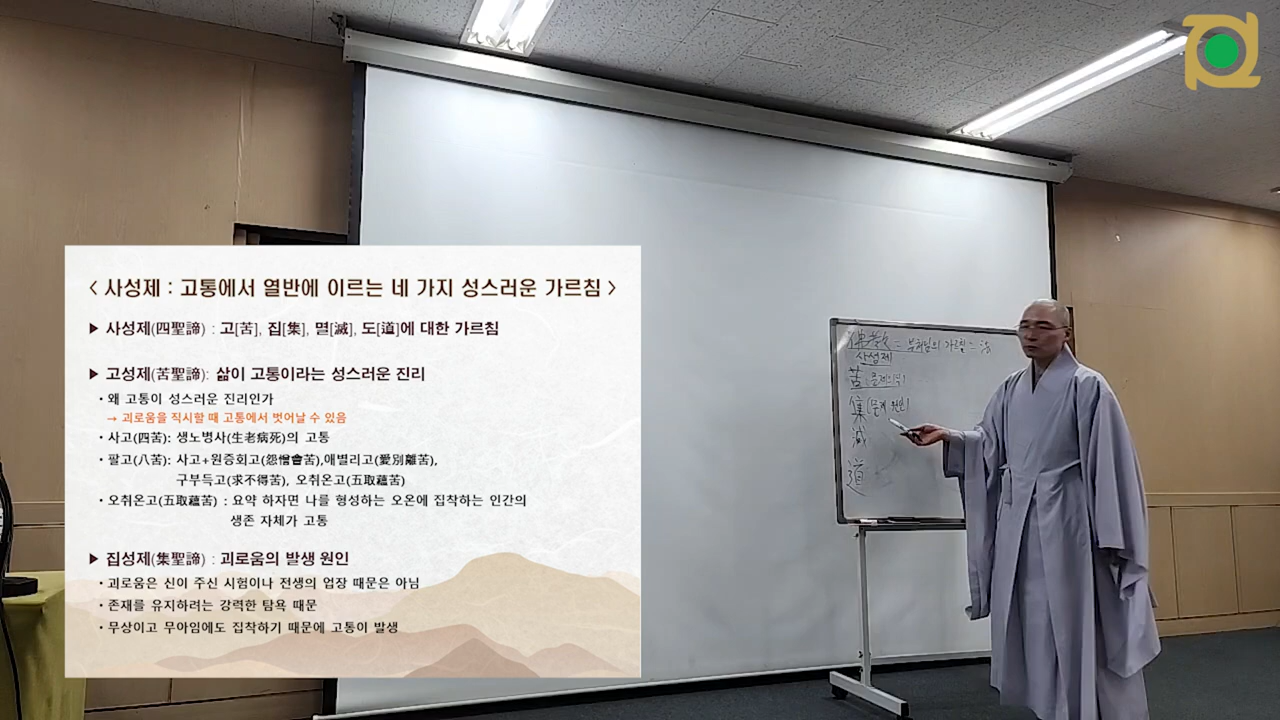 < 사성제 : 고통에서 열반에 이르는 네 가지 성스러운 가르침 >
▶ 사성제(四聖諦) : 고[苦], 집[集], 멸[滅], 도[道]에 대한 가르침
▶ 고성제(苦聖諦): 삶이 고통이라는 성스러운 진리
• 왜 고통이 성스러운 진리인가
→ 괴로움을 직시할 때 고통에서 벗어날 수 있음
• 사고(四苦): 생노병사(生老病死)의 고통
• 팔고(八苦): 사고+원증회고(怨憎會苦),애별리고(愛別離苦),
구부득고(求不得苦), 오취온고(五取蘊苦)
• 오취온고(五取蘊苦) : 요약 하자면 나를 형성하는 오온에 집착하는 인간의
생존 자체가 고통
▶ 집성제(集聖諦) : 괴로움의 발생 원인
• 괴로움은 신이 주신 시험이나 전생의 업장 때문은 아님
• 존재를 유지하려는 강력한 탐욕 때문
• 무상이고 무아임에도 집착하기 때문에 고통이 발생
= 부처님의 가르침 = 法
사성제
苦
集 (문제 원인)
滅
道